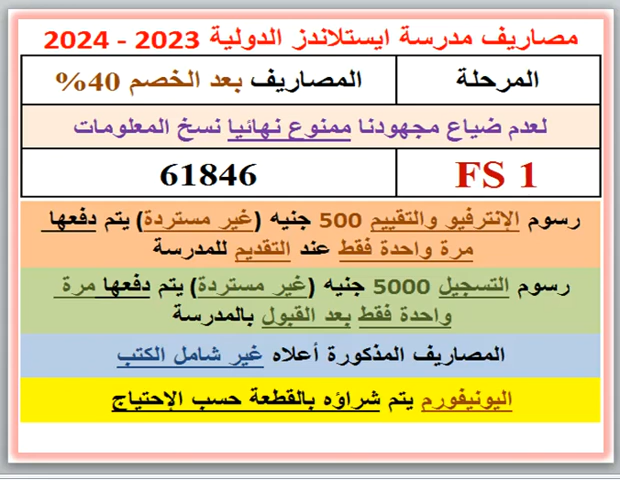 مصاريف مدرسة ايستلاندز الدولية 2023 - 2024
المرحلة المصاريف بعد الخصم 40%
لعدم ضياع مجهودنا ممنوع نهائيا نسخ المعلومات
FS 1 61846
رسوم الإنترفيو والتقييم 500 جنيه (غير مستردة) يتم دفعها
مرة واحدة فقط عند التقديم للمدرسة
رسوم التسجيل 5000 جنيه (غير مستردة) يتم دفعها مرة
واحدة فقط بعد القبول بالمدرسة
المصاريف المذكورة أعلاه غير شامل الكتب
اليونيفورم يتم شراؤه بالقطعة حسب الإحتياج